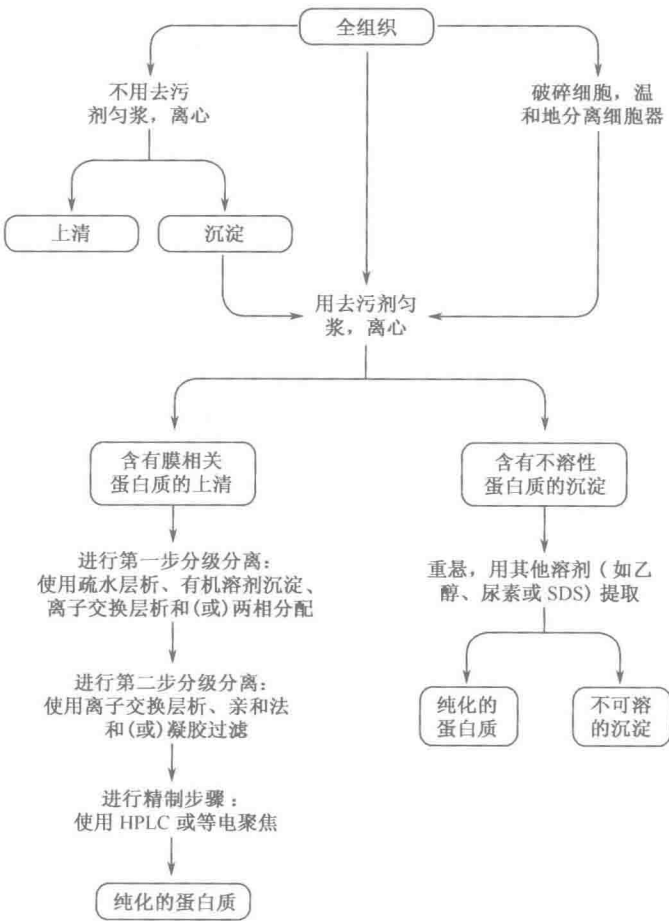 全组织
不用去污
剂匀浆，离心
破碎细胞，温
和地分离细胞器
上清
沉淀
用去污剂匀
浆，离心
含有膜相关
蛋白质的上清
含有不溶性
蛋白质的沉淀
进行第一步分级分离：
使用疏水层析、有机溶剂沉淀、
离子交换层析和(或)两相分配
重悬，用其他溶剂（如乙
醇、尿素或 SDS）提取
进行第二步分级分离：
使用离子交换层析、亲和法
和(或)凝胶过滤
纯化的
蛋白质
不可溶
的沉淀
进行精制步骤：
使用 HPLC 或等电聚焦
纯化的蛋白质